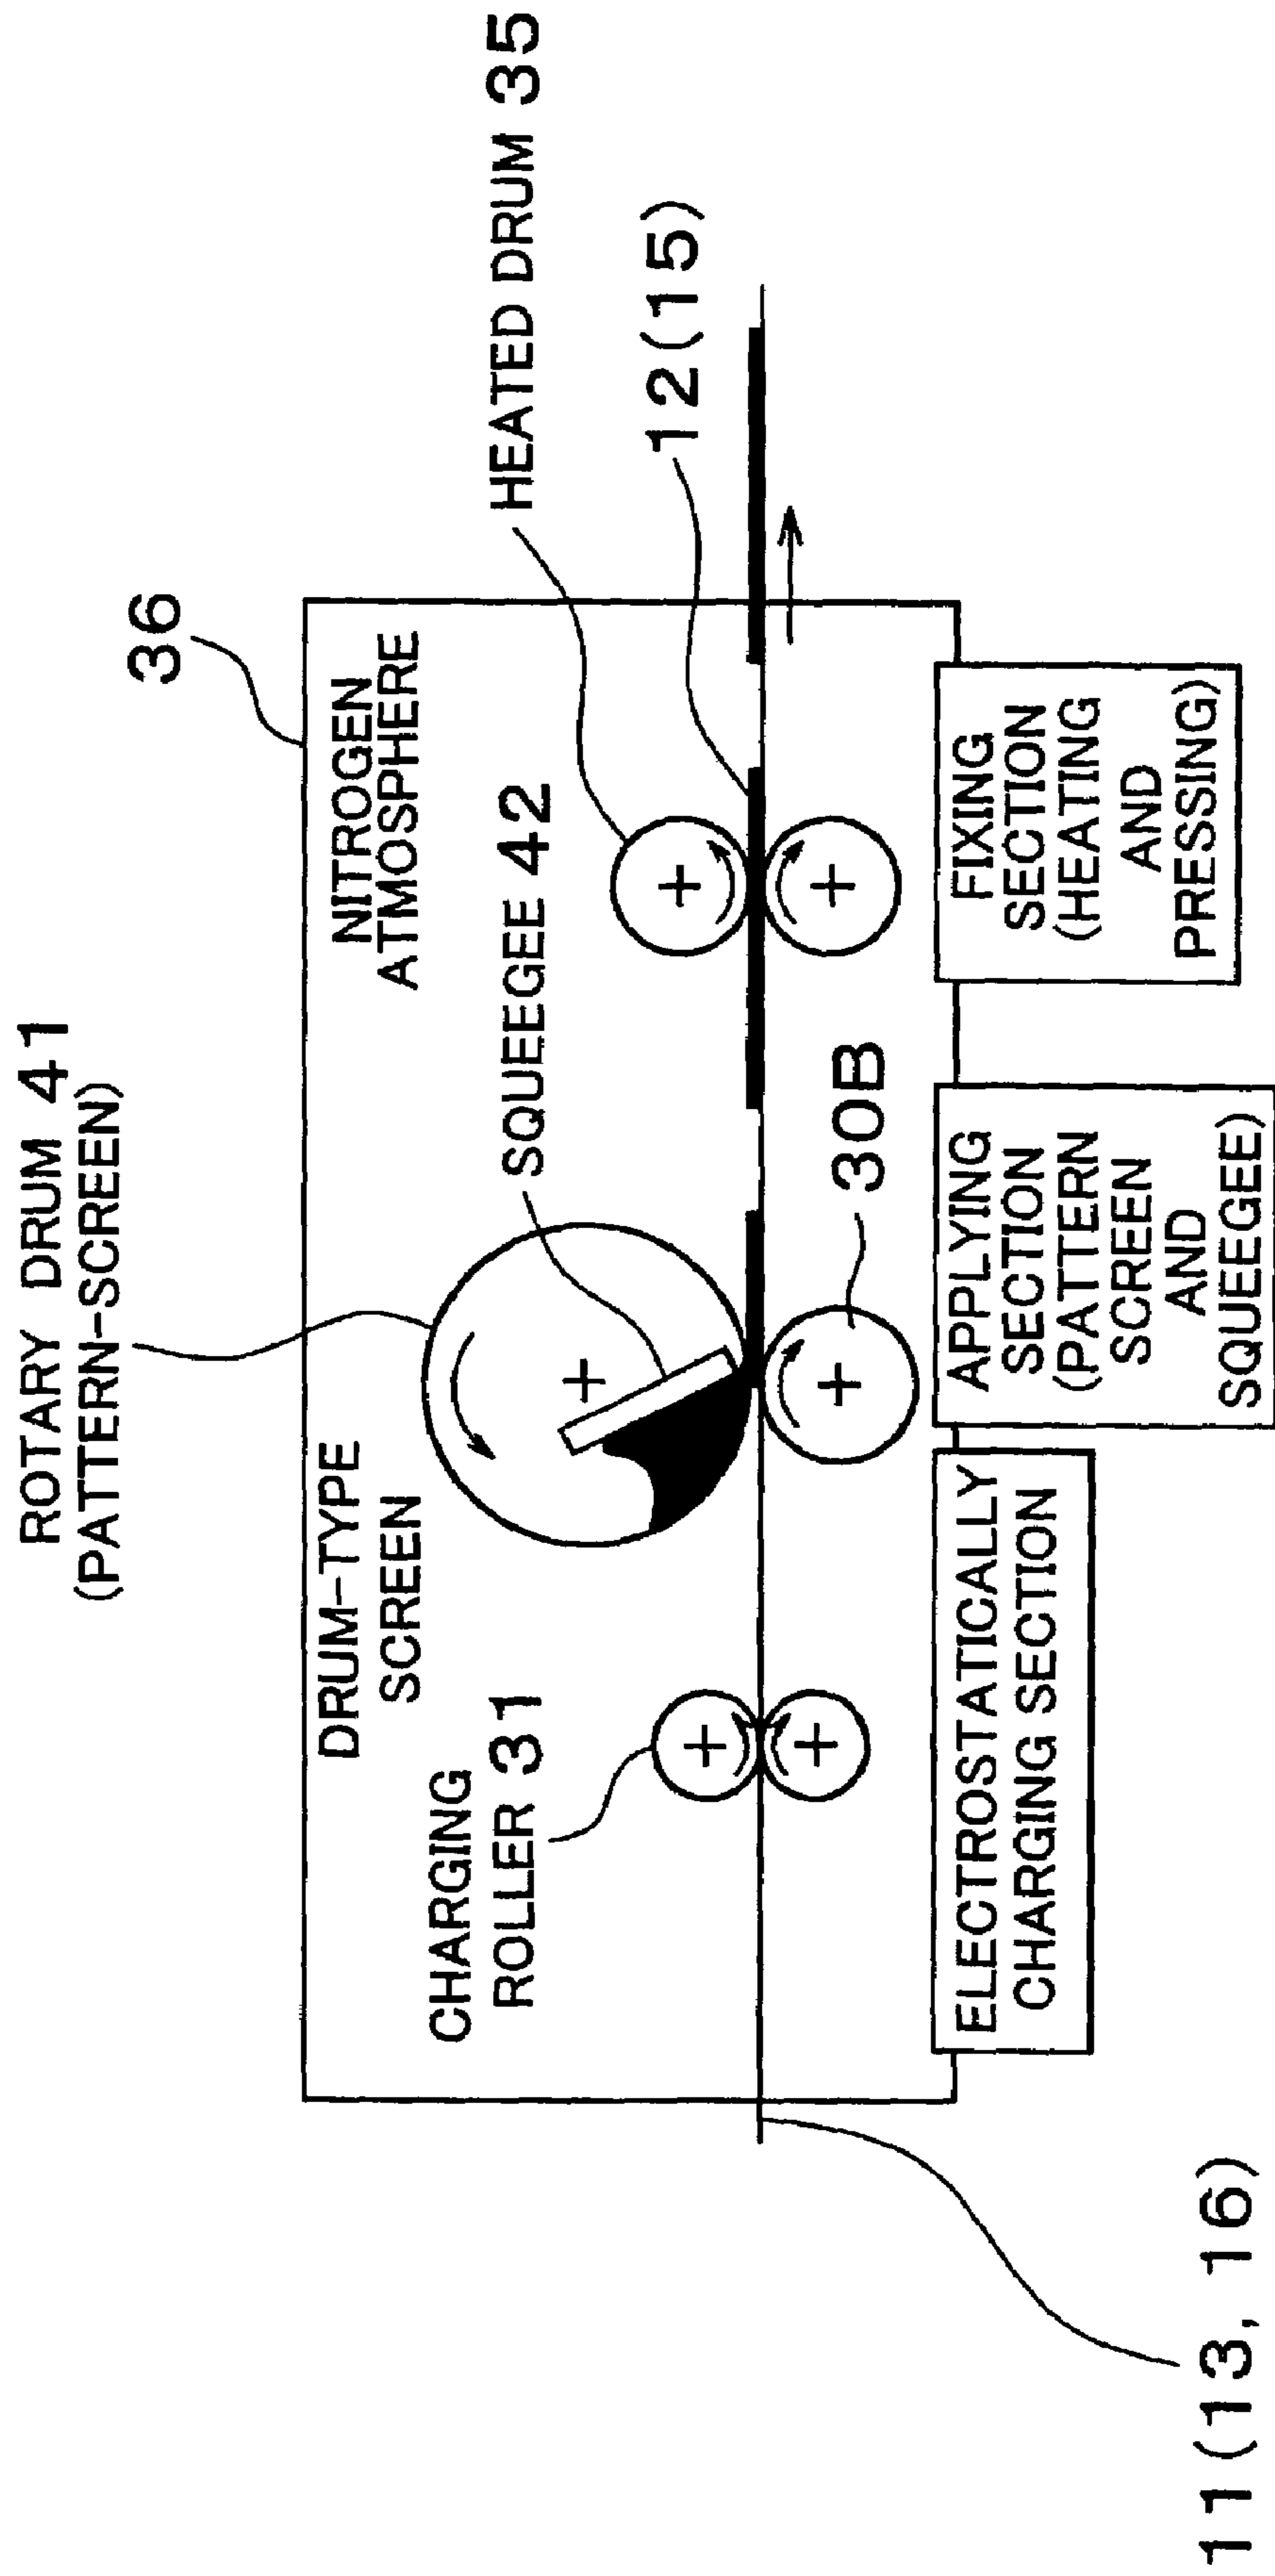 ROTARY DRUM 41
(PATTERN-SCREEN)
36
DRUM-TYPE
SCREEN
NITROGEN
ATMOSPHERE
CHARGING
ROLLER 31
SQUEEGEE 42
HEATED DRUM 35
12(15)
30B
ELECTROSTATICALLY
CHARGING SECTION
APPLYING
SECTION
(PATTERN
SCREEN
AND
SQUEEGEE)
FIXING
SECTION
(HEATING
AND
PRESSING)
11(13, 16)